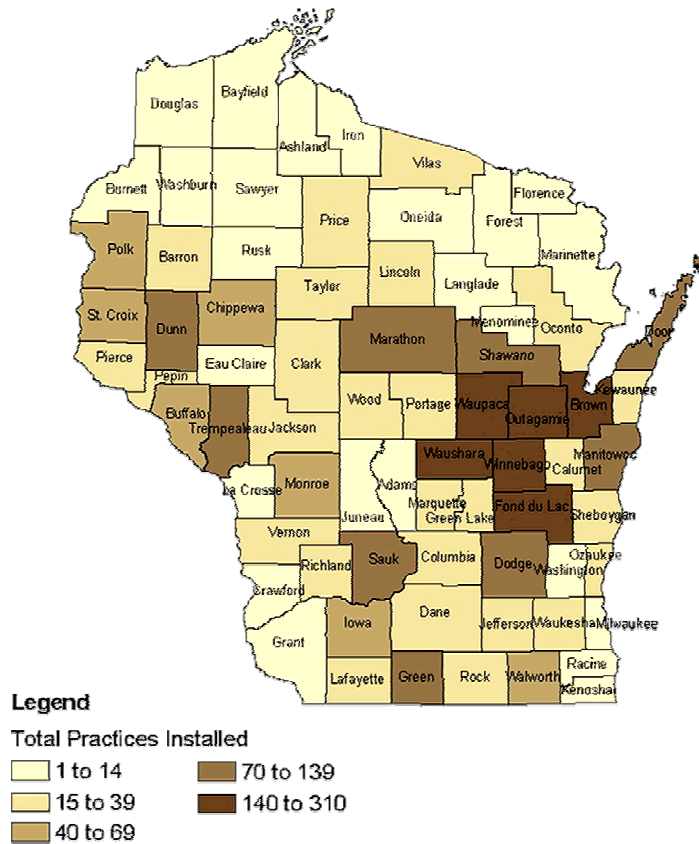 Douglas
Bayfield
Ashland
Iron
Vilas
Burnett
Washburn
Sawyer
Price
Oneida
Forest
Florence
Marinette
Polk
Barron
Rusk
Taylor
Lincoln
Langlade
Menominee
Oconto
St. Croix
Dunn
Chippewa
Marathon
Shawano
Door
Pierce
Pepin
Eau Claire
Clark
Wood
Portage
Waupaca
Outagamie
Brown
Kewaunee
Buffalo
Trempealeau
Jackson
Waushara
Winnebago
Calumet
Manitowoc
La Crosse
Monroe
Juneau
Adams
Marquette
Green Lake
Fond du Lac
Sheboygan
Vernon
Richland
Sauk
Columbia
Dodge
Washington
Ozaukee
Crawford
Grant
Iowa
Dane
Jefferson
Waukesha
Milwaukee
Lafayette
Green
Rock
Walworth
Racine
Kenosha
Legend
Total Practices Installed
1 to 14
15 to 39
40 to 69
70 to 139
140 to 310